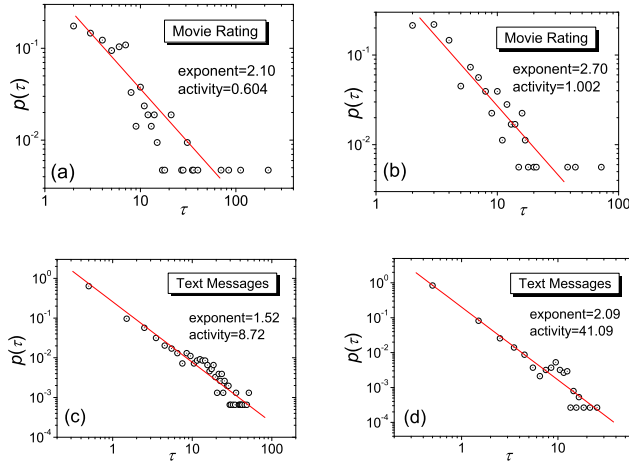 Movie Rating
exponent=2.10
activity=0.604
10⁻¹
10⁻²
p(τ)
(a)
1 10 100
τ
Movie Rating
exponent=2.70
activity=1.002
10⁻¹
10⁻²
p(τ)
(b)
1 10 100
τ
Text Messages
exponent=1.52
activity=8.72
10⁰
10⁻¹
10⁻²
10⁻³
10⁻⁴
p(τ)
(c)
1 10 100
τ
Text Messages
exponent=2.09
activity=41.09
10⁰
10⁻¹
10⁻²
10⁻³
10⁻⁴
p(τ)
(d)
1 10
τ